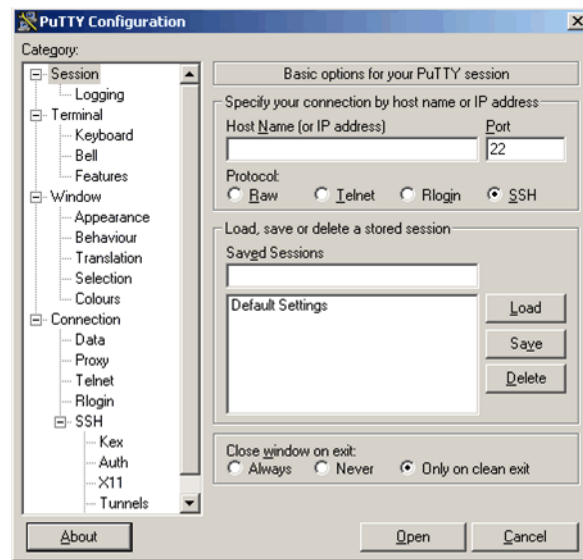 PuTTY Configuration
Category:
Session
Logging
Terminal
Keyboard
Bell
Features
Window
Appearance
Behaviour
Translation
Selection
Colours
Connection
Data
Proxy
Telnet
Rlogin
SSH
Kex
Auth
X11
Tunnels
Basic options for your PuTTY session
Specify your connection by host name or IP address
Host Name (or IP address) Port
22
Protocol:
Raw Telnet Rlogin SSH
Load, save or delete a stored session
Saved Sessions
Default Settings
Load
Save
Delete
Close window on exit:
Always Never Only on clean exit
About Open Cancel